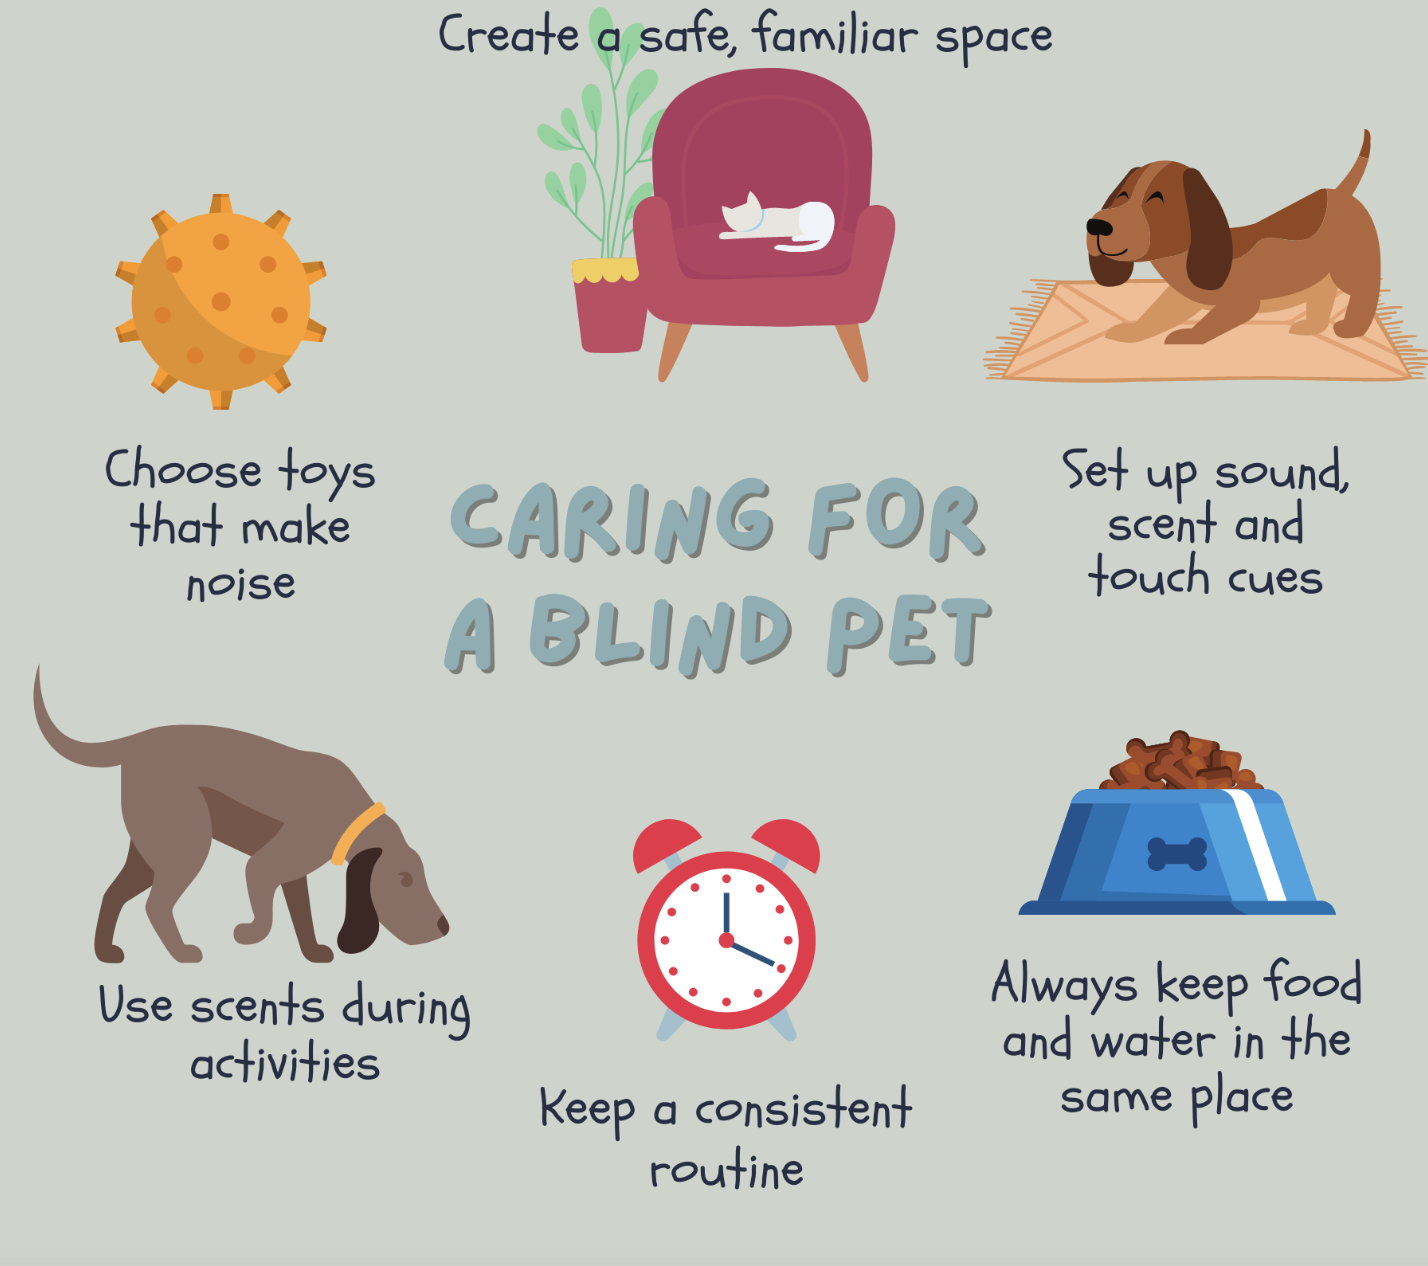 Create a safe, familiar space
Choose toys
that make
noise
CARING FOR
A BLIND PET
Set up sound,
scent and
touch cues
Use scents during
activities
Keep a consistent
routine
Always keep food
and water in the
same place